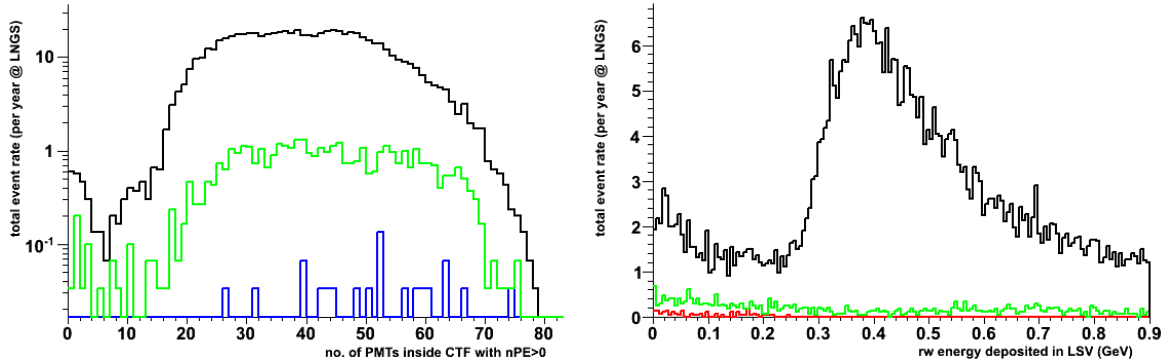 total event rate (per year @ LNGS)
10
1
10-1
0 10 20 30 40 50 60 70 80
no. of PMTs inside CTF with nPE>0
total event rate (per year @ LNGS)
6
5
4
3
2
1
0
0 0.1 0.2 0.3 0.4 0.5 0.6 0.7 0.8 0.9
rw energy deposited in LSV (GeV)